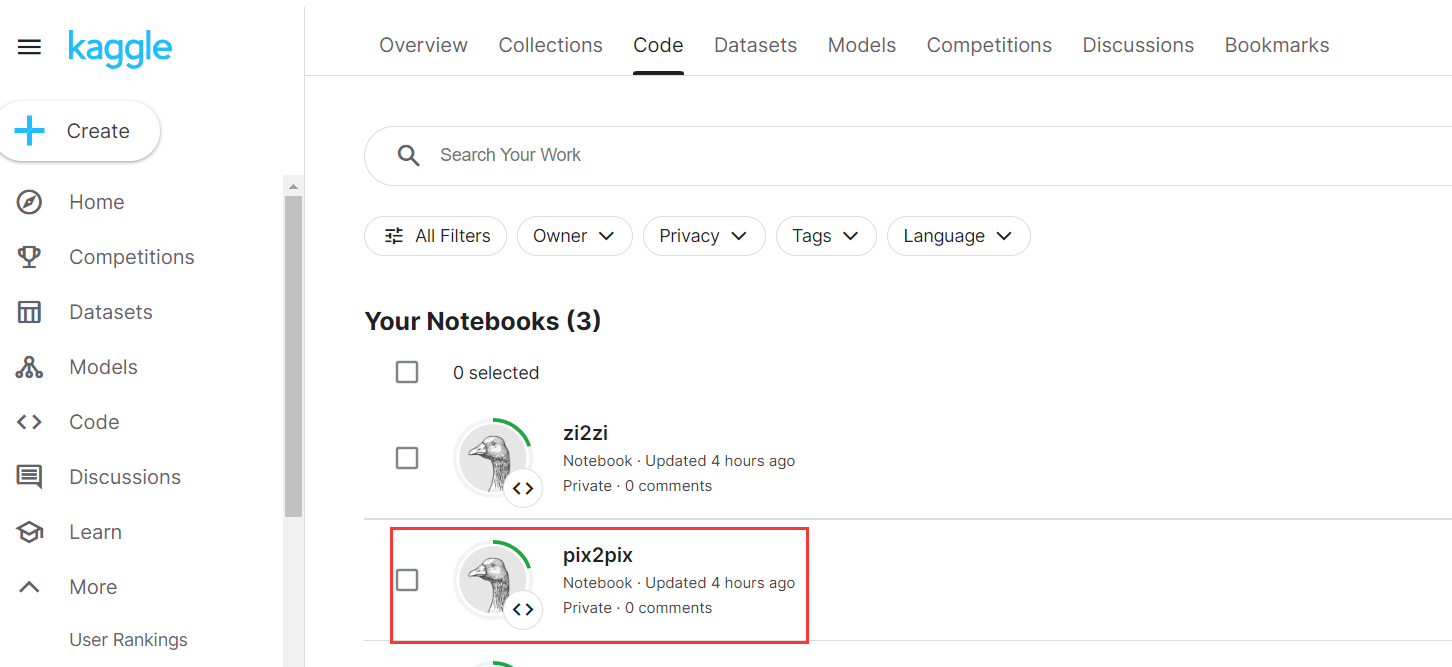 kaggle
Overview Collections Code Datasets Models Competitions Discussions Bookmarks
Create
Search Your Work
Home
All Filters Owner Privacy Tags Language
Competitions
Datasets
Your Notebooks (3)
Models
0 selected
Code
zi2zi
Notebook · Updated 4 hours ago
Private · 0 comments
Discussions
Learn
pix2pix
Notebook · Updated 4 hours ago
Private · 0 comments
More
User Rankings